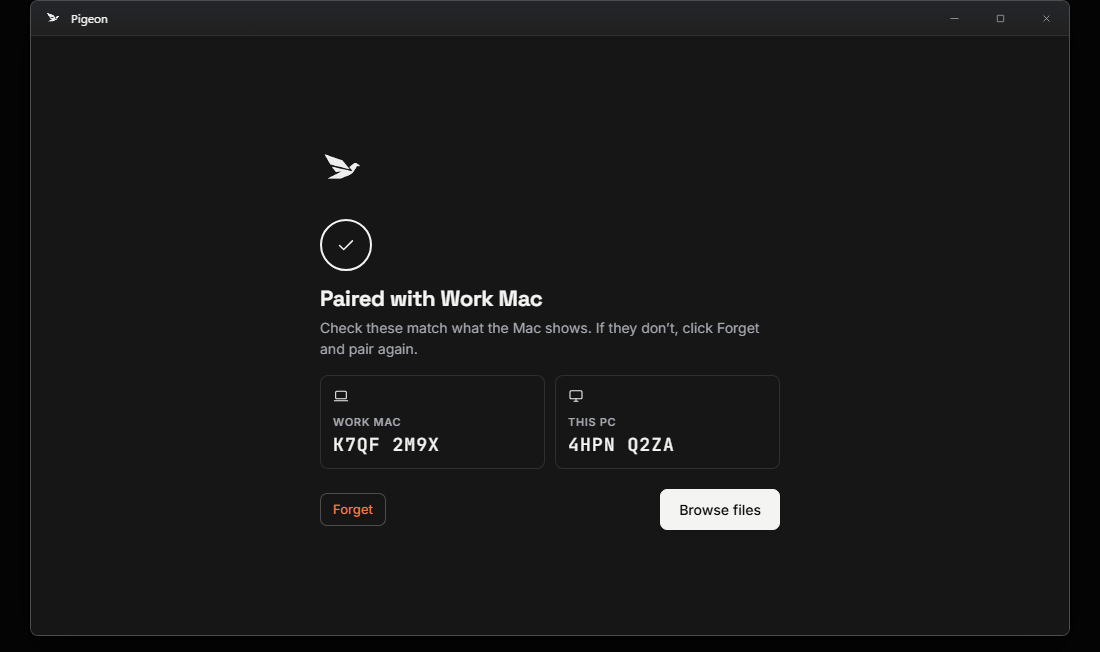 Pigeon
Paired with Work Mac
Check these match what the Mac shows. If they don’t, click Forget
and pair again.
WORK MAC
K7QF 2M9X
THIS PC
4HPN Q2ZA
Forget
Browse files